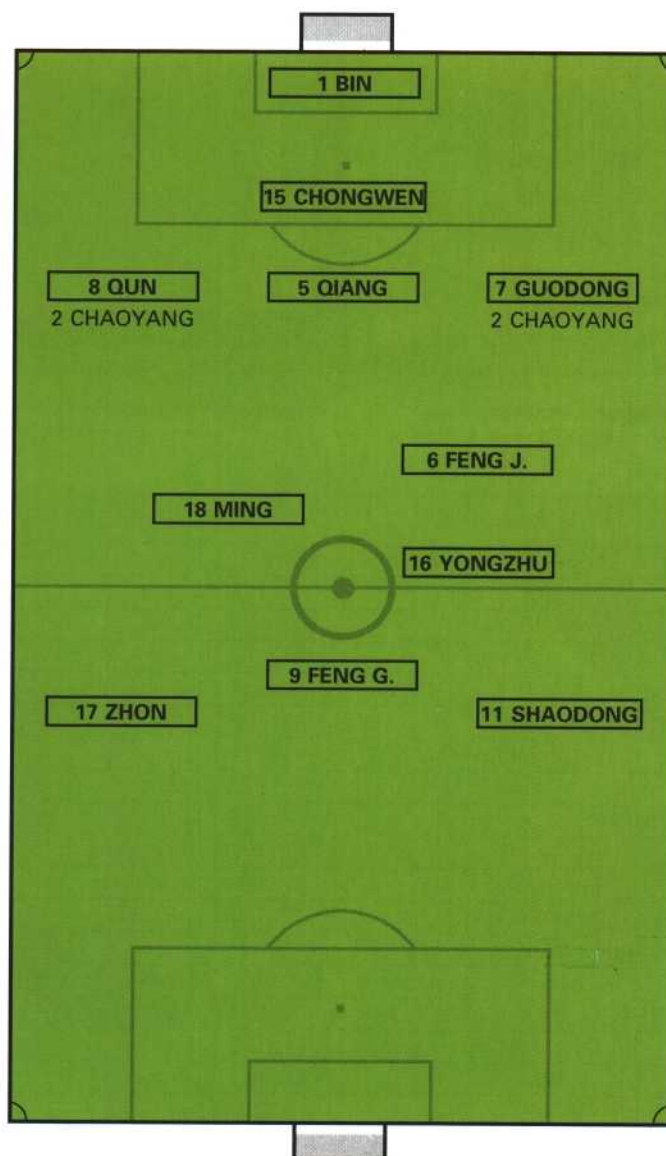 1 BIN
15 CHONGWEN
8 QUN
5 QIANG
7 GUODONG
2 CHAOYANG
2 CHAOYANG
6 FENG J.
18 MING
16 YONGZHU
9 FENG G.
17 ZHON
11 SHAODONG